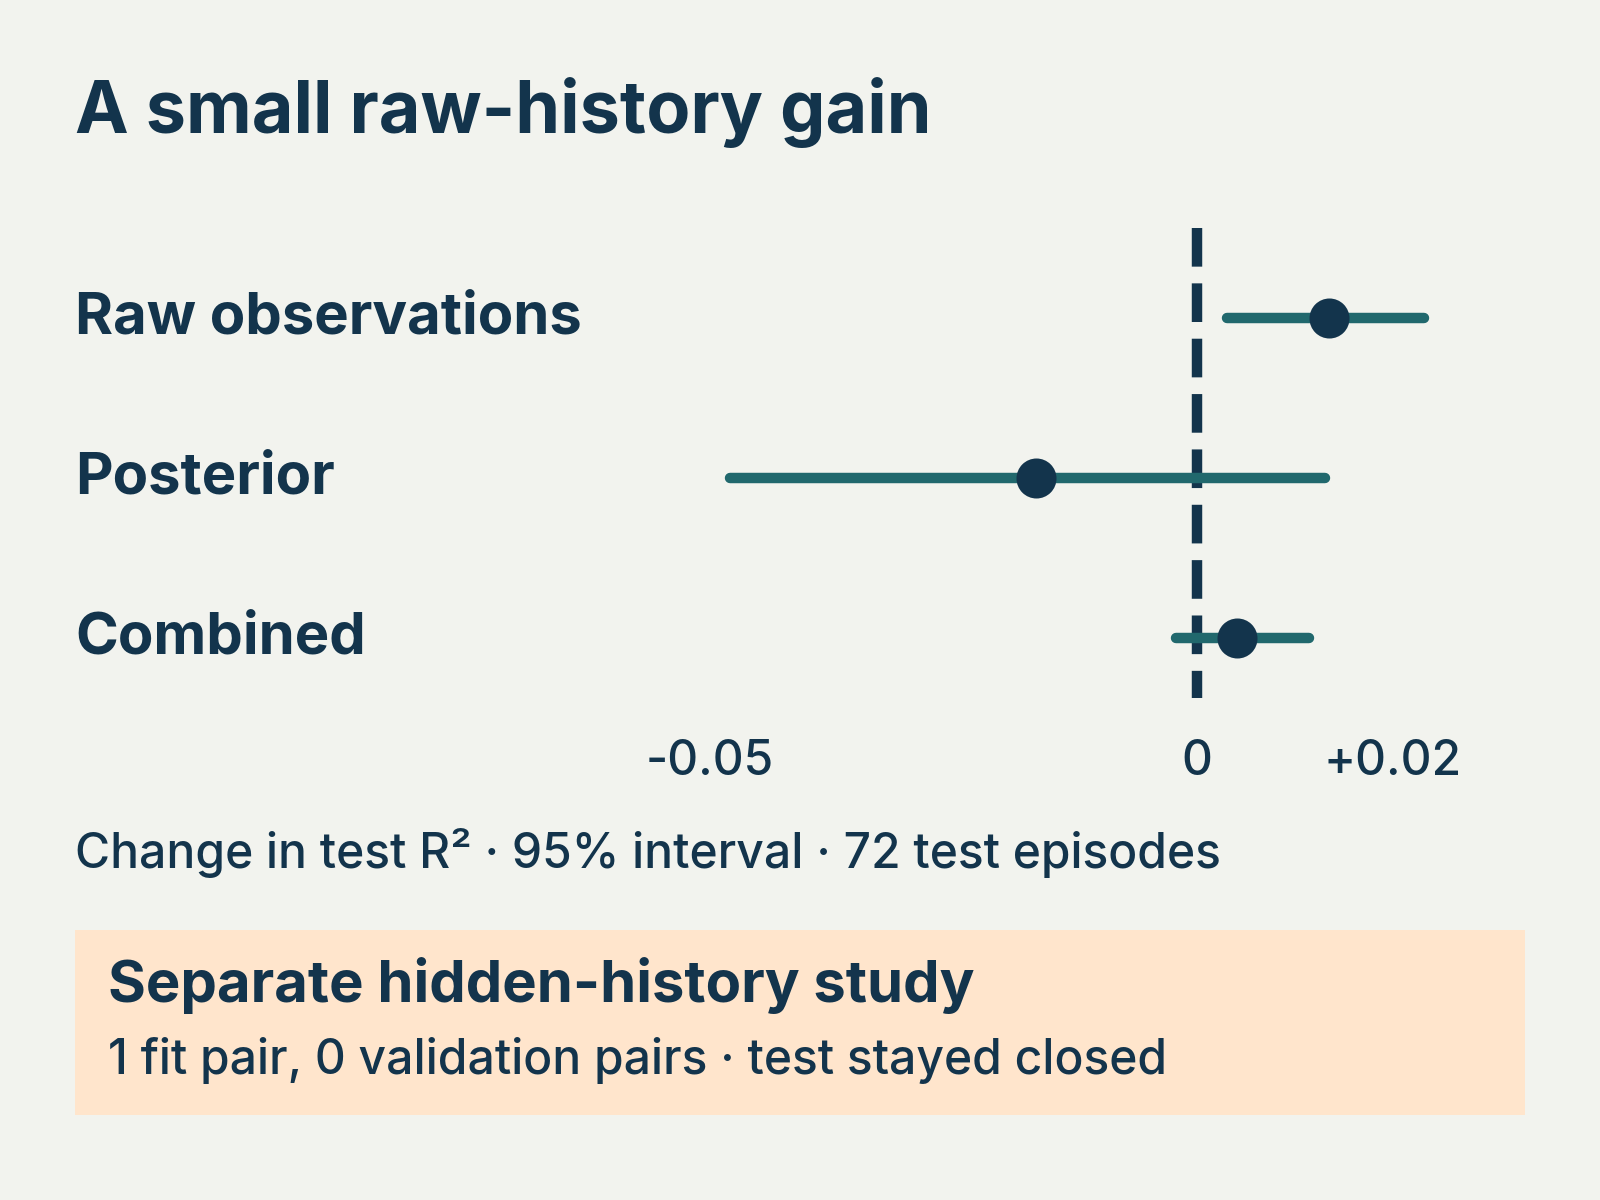 A small raw-history gain
Raw observations
Posterior
Combined
-0.05 0 +0.02
Change in test R² · 95% interval · 72 test episodes
Separate hidden-history study
1 fit pair, 0 validation pairs · test stayed closed